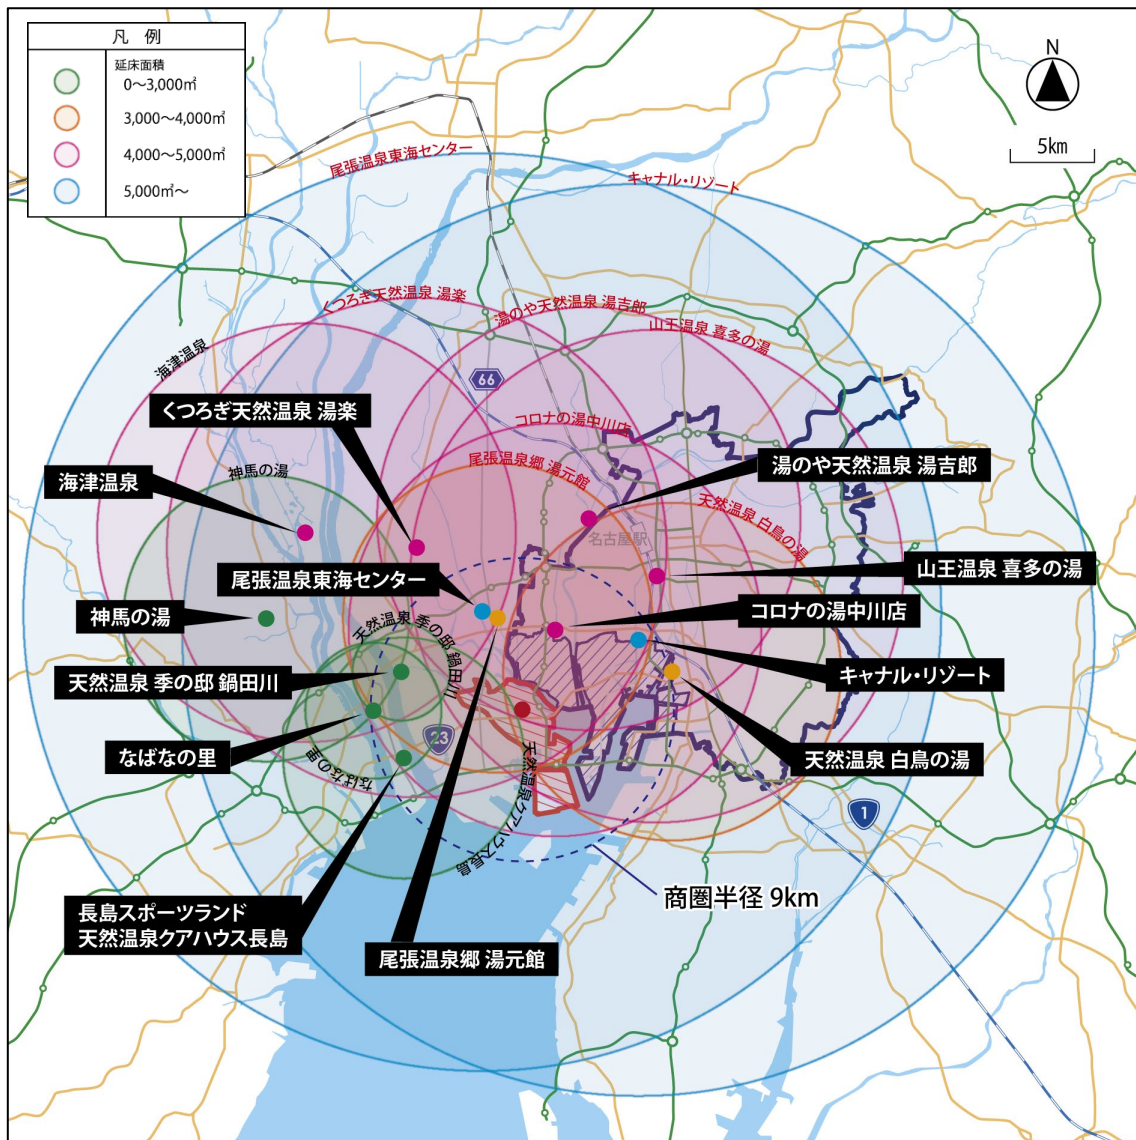 凡 例
延床面積
0～3,000㎡
3,000～4,000㎡
4,000～5,000㎡
5,000㎡～
N
5km
尾張温泉東海センター
キャナル・リゾート
くつろぎ天然温泉 湯楽
湯のや天然温泉 湯吉郎
山王温泉 喜多の湯
海津温泉
66
くつろぎ天然温泉 湯楽
コロナの湯中川店
尾張温泉郷 湯元館
神馬の湯
湯のや天然温泉 湯吉郎
海津温泉
天然温泉 白鳥の湯
名古屋駅
尾張温泉東海センター
山王温泉 喜多の湯
神馬の湯
コロナの湯中川店
天然温泉 季の邸 鍋田川
天然温泉 季の邸 鍋田川
キャナル・リゾート
なばなの里
23
なばなの里
天然温泉 白鳥の湯
天然温泉クアハウス長島
1
商圏半径 9km
長島スポーツランド
天然温泉クアハウス長島
尾張温泉郷 湯元館